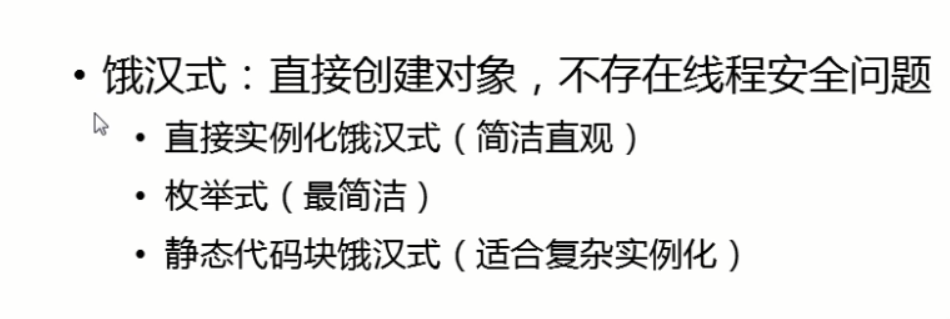 • 饿汉式：直接创建对象，不存在线程安全问题
• 直接实例化饿汉式（简洁直观）
• 枚举式（最简洁）
• 静态代码块饿汉式（适合复杂实例化）